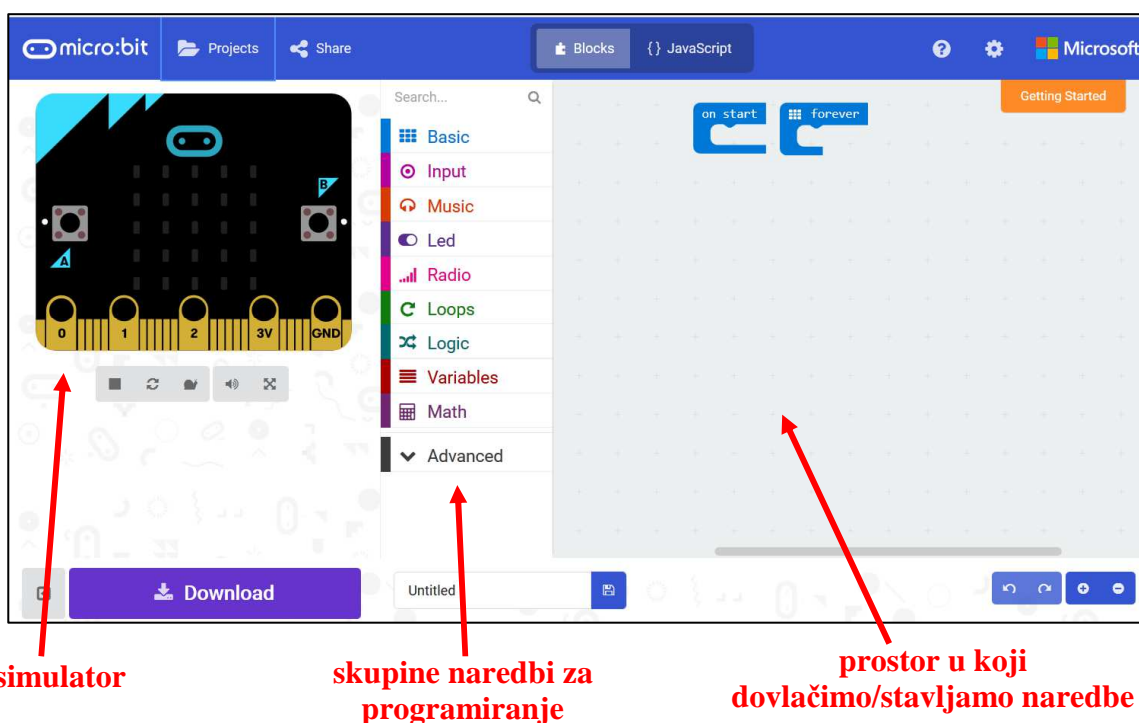 micro:bit Projects Share Blocks {} JavaScript Microsoft
Search...
Basic
Input
Music
Led
Radio
Loops
Logic
Variables
Math
Advanced
on start forever
Getting Started
B
A
0 1 2 3V GND
Download
Untitled
simulator
skupine naredbi za
programiranje
prostor u koji
dovlačimo/stavljamo naredbe